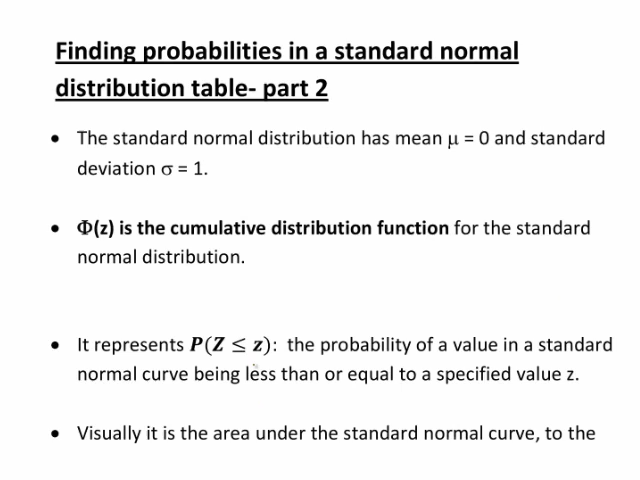 Finding probabilities in a standard normal
distribution table- part 2
• The standard normal distribution has mean μ = 0 and standard
deviation σ = 1.
• Φ(z) is the cumulative distribution function for the standard
normal distribution.
• It represents P(Z ≤ z): the probability of a value in a standard
normal curve being less than or equal to a specified value z.
• Visually it is the area under the standard normal curve, to the